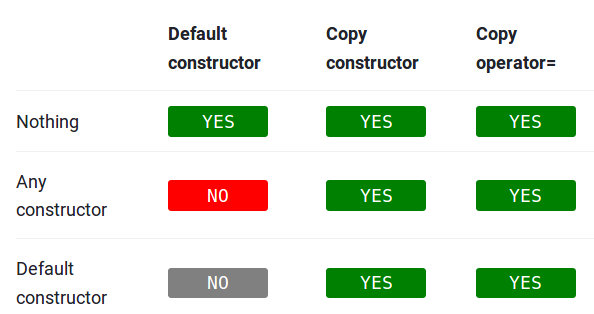 Default Copy Copy
constructor constructor operator=
Nothing YES YES YES
Any
constructor NO YES YES
Default
constructor NO YES YES